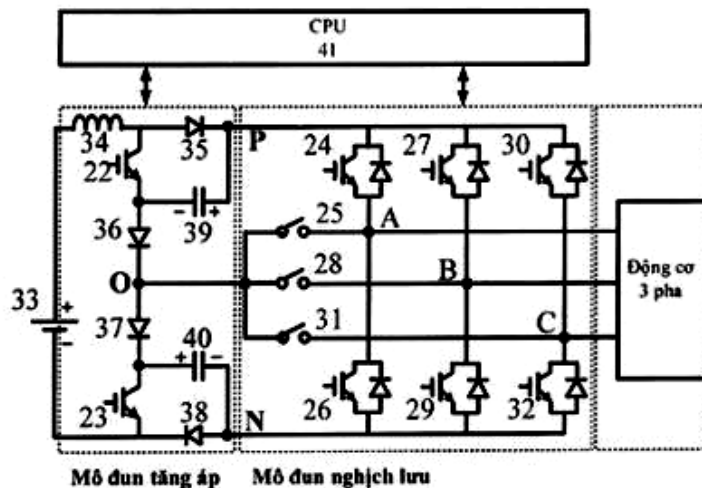 CPU
41
34
35
P
24
27
30
22
39
- +
25
A
36
O
28
B
Động cơ
3 pha
33
+
-
37
31
C
40
+ -
23
38
N
26
29
32
Mô đun tăng áp
Mô đun nghịch lưu